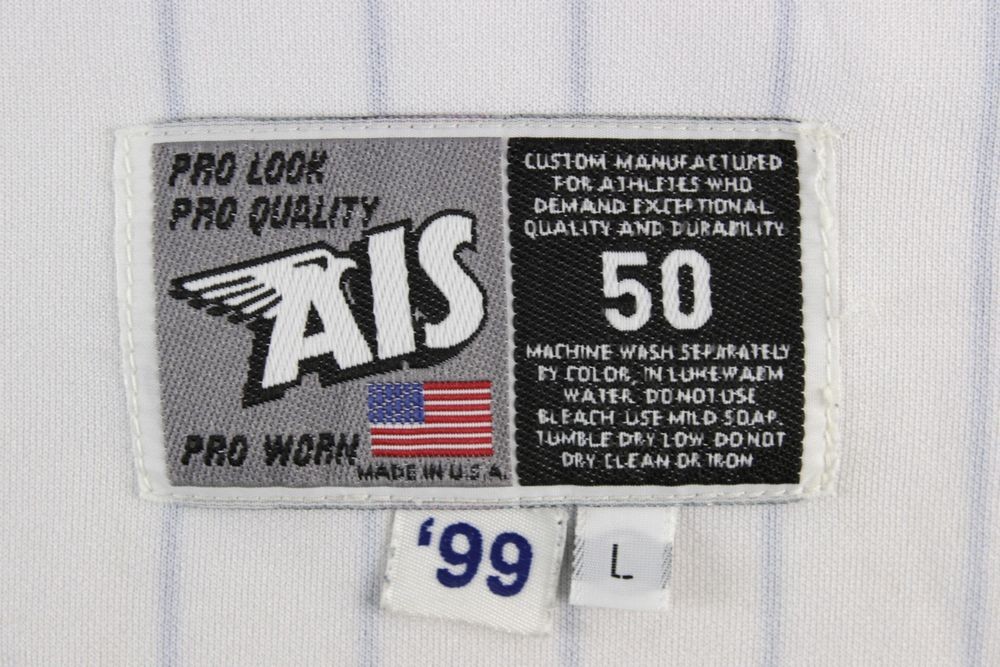 PRO LOOK
PRO QUALITY
AIS
PRO WORN
MADE IN U.S.A.
CUSTOM MANUFACTURED
FOR ATHLETES WHO
DEMAND EXCEPTIONAL
QUALITY AND DURABILITY
50
MACHINE WASH SEPARATELY
BY COLOR, IN LUKEWARM
WATER. DO NOT USE
BLEACH. USE MILD SOAP.
TUMBLE DRY LOW. DO NOT
DRY CLEAN OR IRON
'99
L